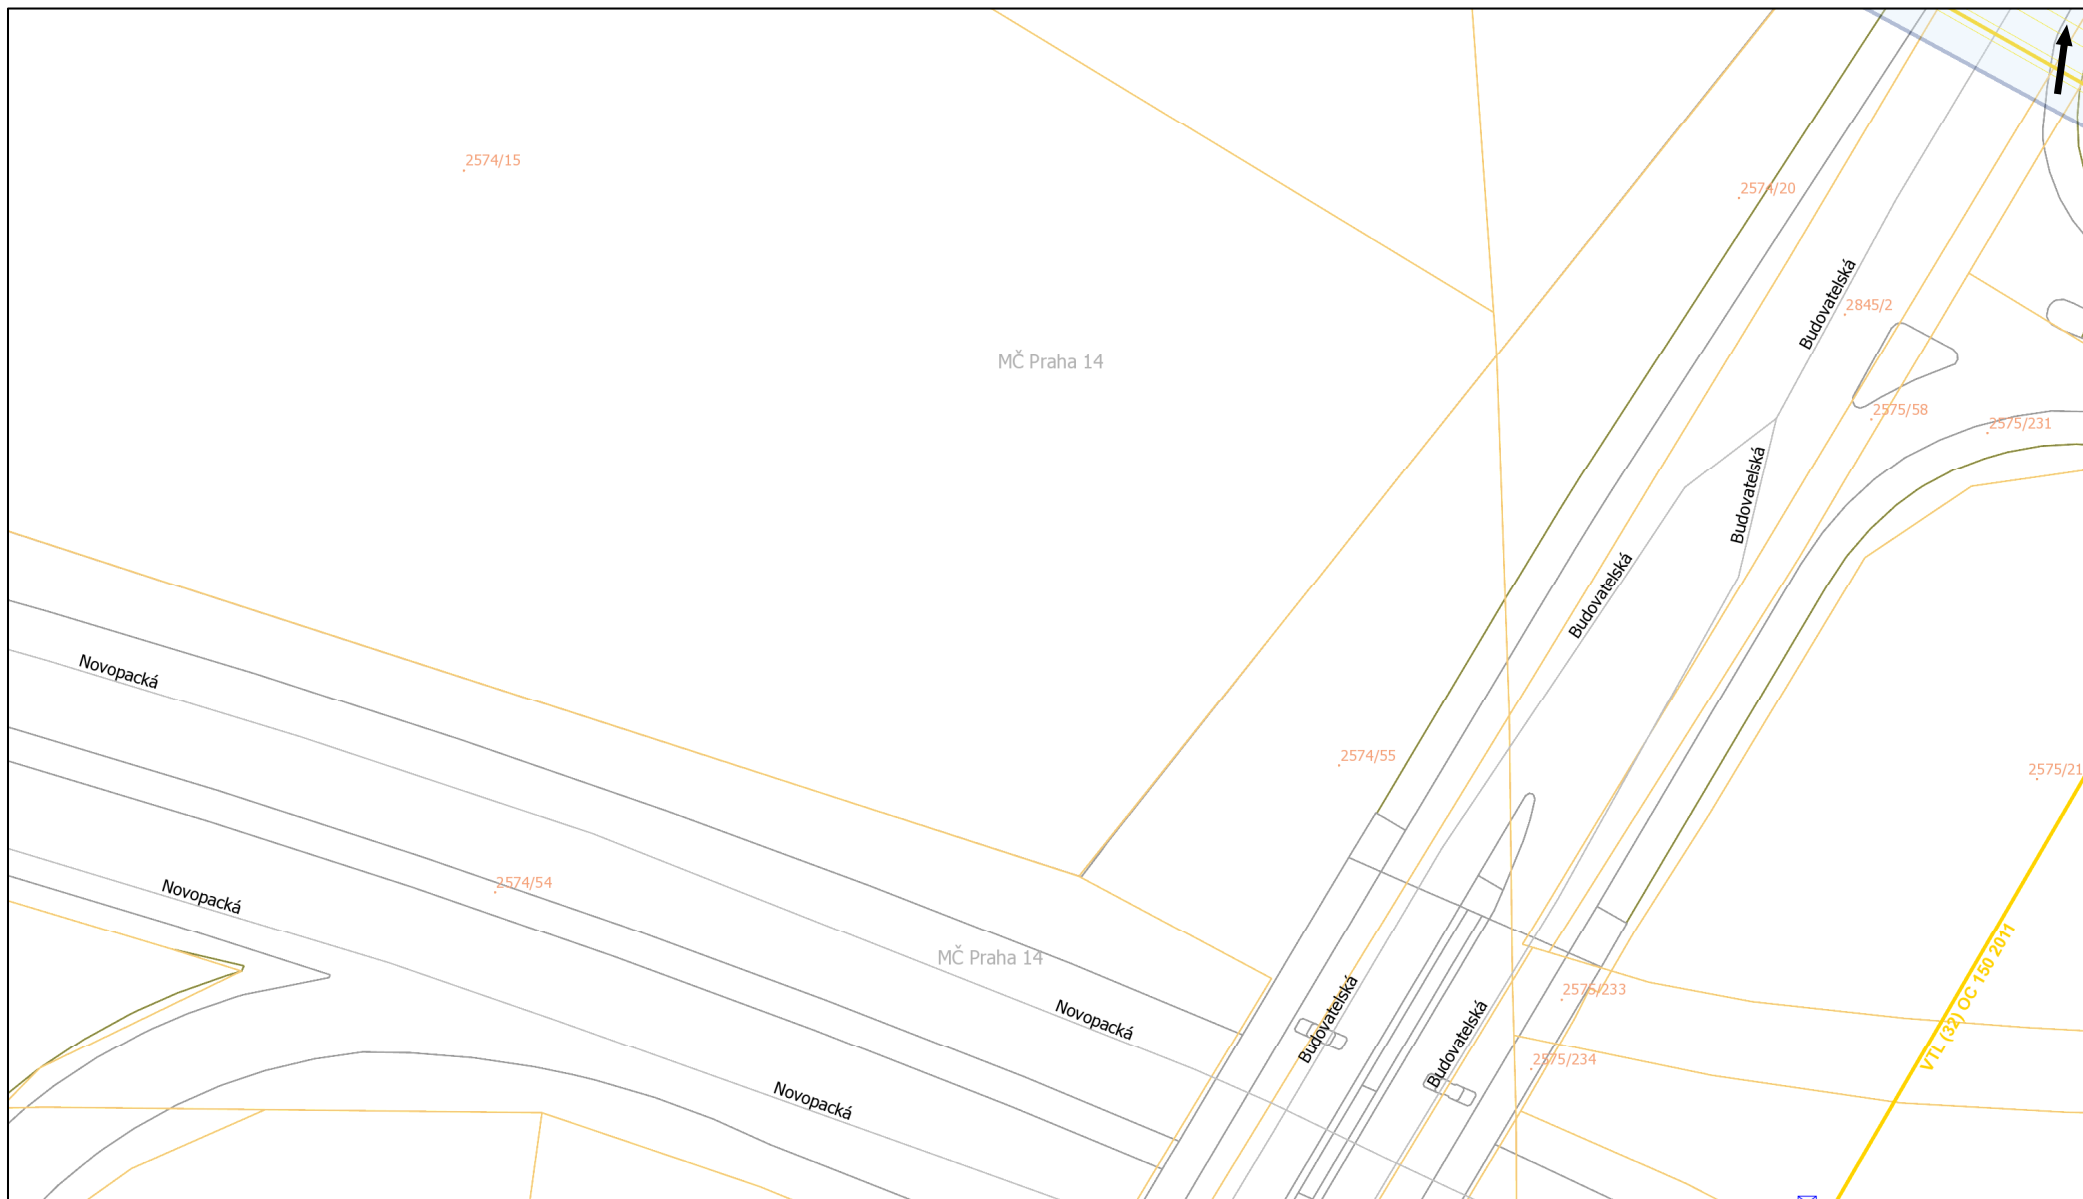 2574/15
2574/20
Budovatelská
2845/2
MČ Praha 14
2575/58
2575/231
Budovatelská
Budovatelská
Novopacká
2574/55
2575/21
Novopacká
2574/54
MČ Praha 14
Novopacká
Budovatelská
Budovatelská
2575/233
VTL (32) OC 150 2011
2575/234
Novopacká